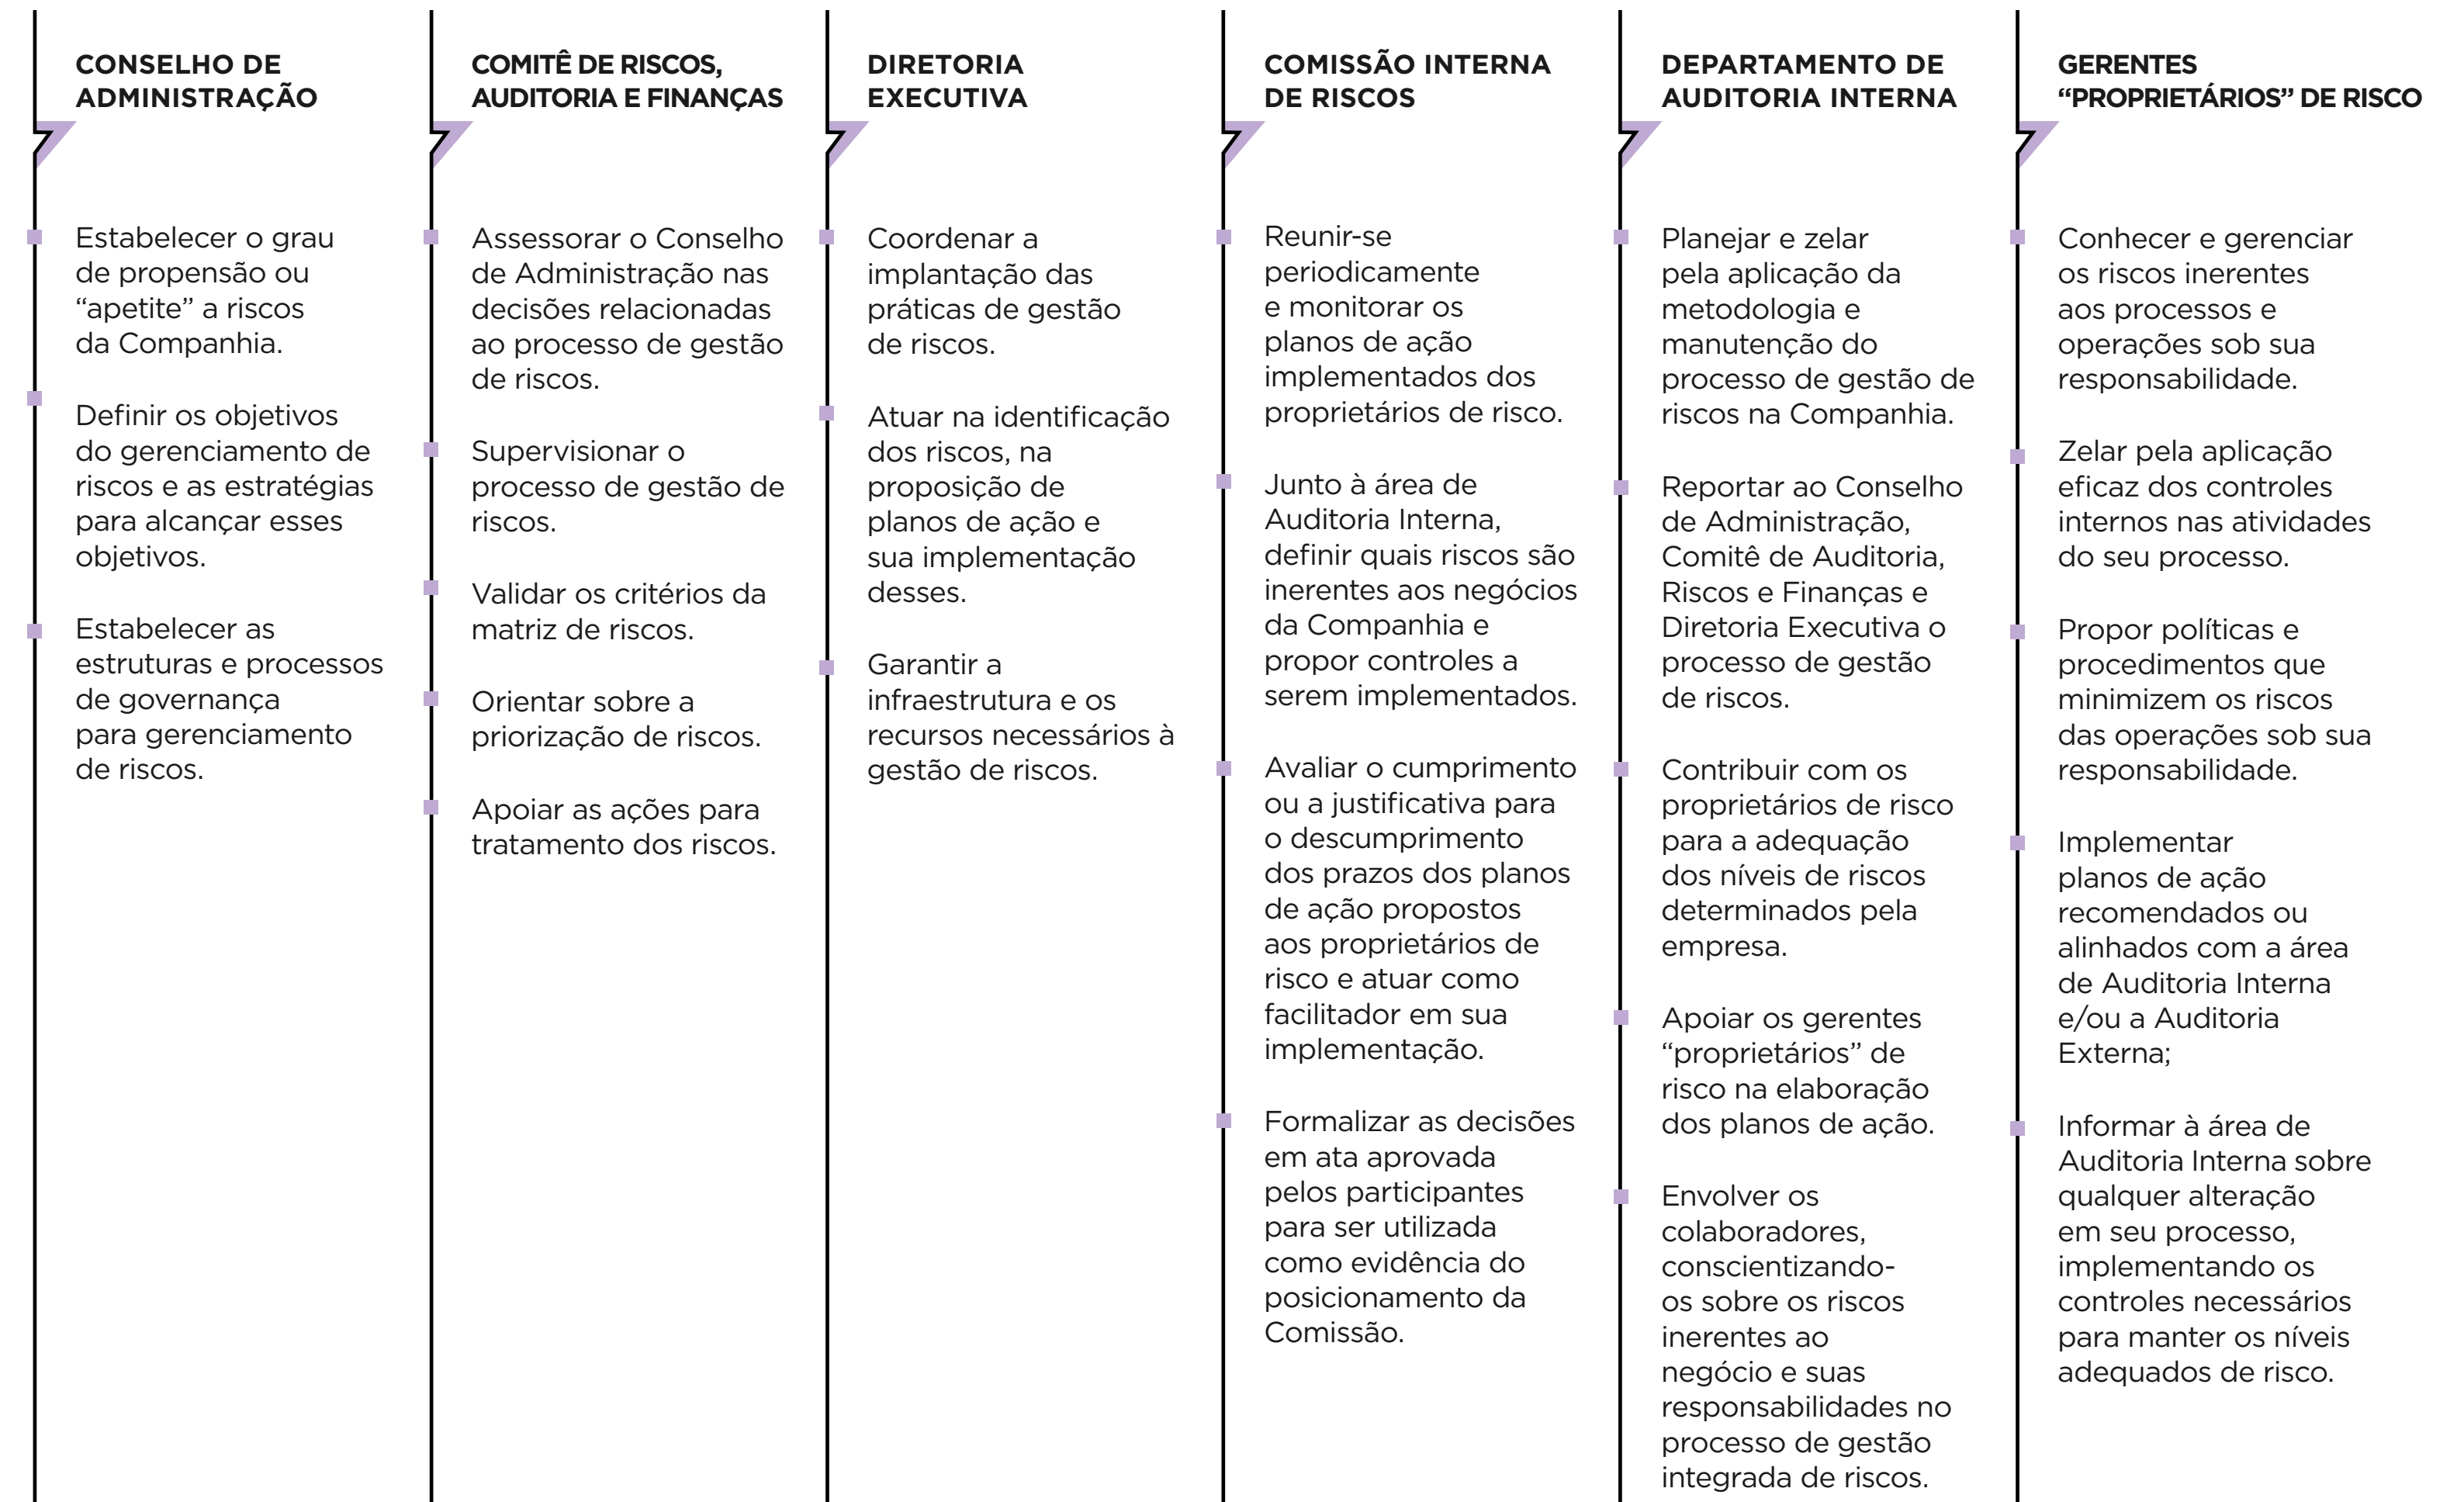 CONSELHO DE
ADMINISTRAÇÃO
Estabelecer o grau
de propensão ou
“apetite” a riscos
da Companhia.
Definir os objetivos
do gerenciamento de
riscos e as estratégias
para alcançar esses
objetivos.
Estabelecer as
estruturas e processos
de governança
para gerenciamento
de riscos.
COMITÊ DE RISCOS,
AUDITORIA E FINANÇAS
Assessorar o Conselho
de Administração nas
decisões relacionadas
ao processo de gestão
de riscos.
Supervisionar o
processo de gestão de
riscos.
Validar os critérios da
matriz de riscos.
Orientar sobre a
priorização de riscos.
Apoiar as ações para
tratamento dos riscos.
DIRETORIA
EXECUTIVA
Coordenar a
implantação das
práticas de gestão
de riscos.
Atuar na identificação
dos riscos, na
proposição de
planos de ação e
sua implementação
desses.
Garantir a
infraestrutura e os
recursos necessários à
gestão de riscos.
COMISSÃO INTERNA
DE RISCOS
Reunir-se
periodicamente
e monitorar os
planos de ação
implementados dos
proprietários de risco.
Junto à área de
Auditoria Interna,
definir quais riscos são
inerentes aos negócios
da Companhia e
propor controles a
serem implementados.
Avaliar o cumprimento
ou a justificativa para
o descumprimento
dos prazos dos planos
de ação propostos
aos proprietários de
risco e atuar como
facilitador em sua
implementação.
Formalizar as decisões
em ata aprovada
pelos participantes
para ser utilizada
como evidência do
posicionamento da
Comissão.
DEPARTAMENTO DE
AUDITORIA INTERNA
Planejar e zelar
pela aplicação da
metodologia e
manutenção do
processo de gestão de
riscos na Companhia.
Reportar ao Conselho
de Administração,
Comitê de Auditoria,
Riscos e Finanças e
Diretoria Executiva o
processo de gestão
de riscos.
Contribuir com os
proprietários de risco
para a adequação
dos níveis de riscos
determinados pela
empresa.
Apoiar os gerentes
“proprietários” de
risco na elaboração
dos planos de ação.
Envolver os
colaboradores,
conscientizando-
os sobre os riscos
inerentes ao
negócio e suas
responsabilidades no
processo de gestão
integrada de riscos.
GERENTES
“PROPRIETÁRIOS” DE RISCO
Conhecer e gerenciar
os riscos inerentes
aos processos e
operações sob sua
responsabilidade.
Zelar pela aplicação
eficaz dos controles
internos nas atividades
do seu processo.
Propor políticas e
procedimentos que
minimizem os riscos
das operações sob sua
responsabilidade.
Implementar
planos de ação
recomendados ou
alinhados com a área
de Auditoria Interna
e/ou a Auditoria
Externa;
Informar à área de
Auditoria Interna sobre
qualquer alteração
em seu processo,
implementando os
controles necessários
para manter os níveis
adequados de risco.